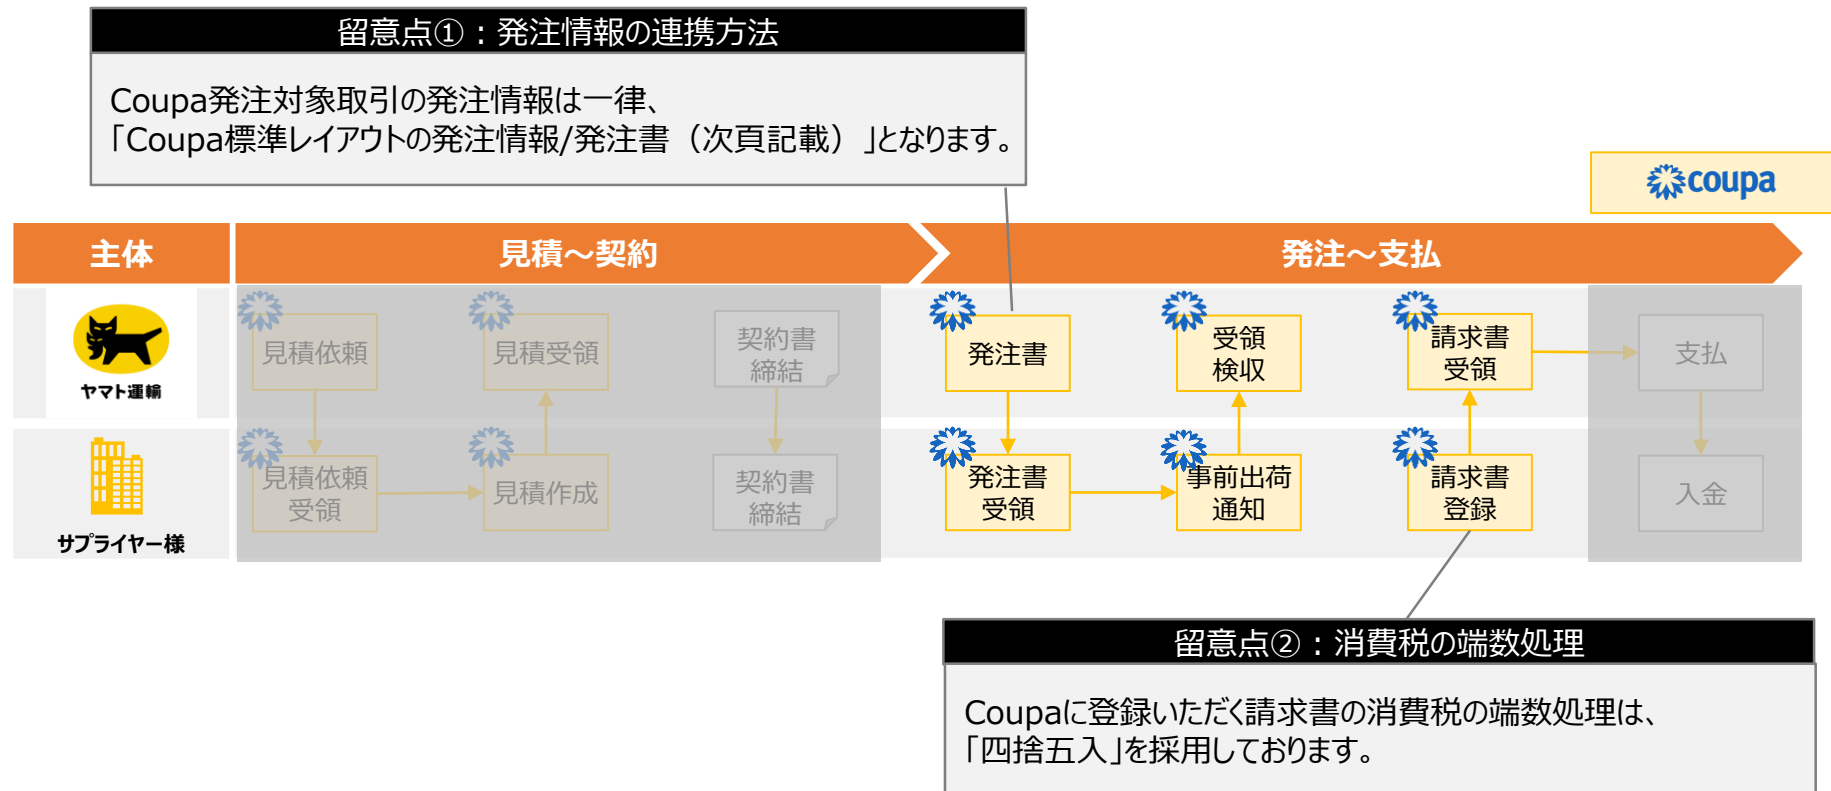 留意点①：発注情報の連携方法
Coupa発注対象取引の発注情報は一律、
「Coupa標準レイアウトの発注情報/発注書（次頁記載）」となります。
coupa
主体
見積～契約
発注～支払
ヤマト運輸
見積依頼
見積受領
契約書
締結
発注書
受領
検収
請求書
受領
支払
サプライヤー様
見積依頼
受領
見積作成
契約書
締結
発注書
受領
事前出荷
通知
請求書
登録
入金
留意点②：消費税の端数処理
Coupaに登録いただく請求書の消費税の端数処理は、
「四捨五入」を採用しております。